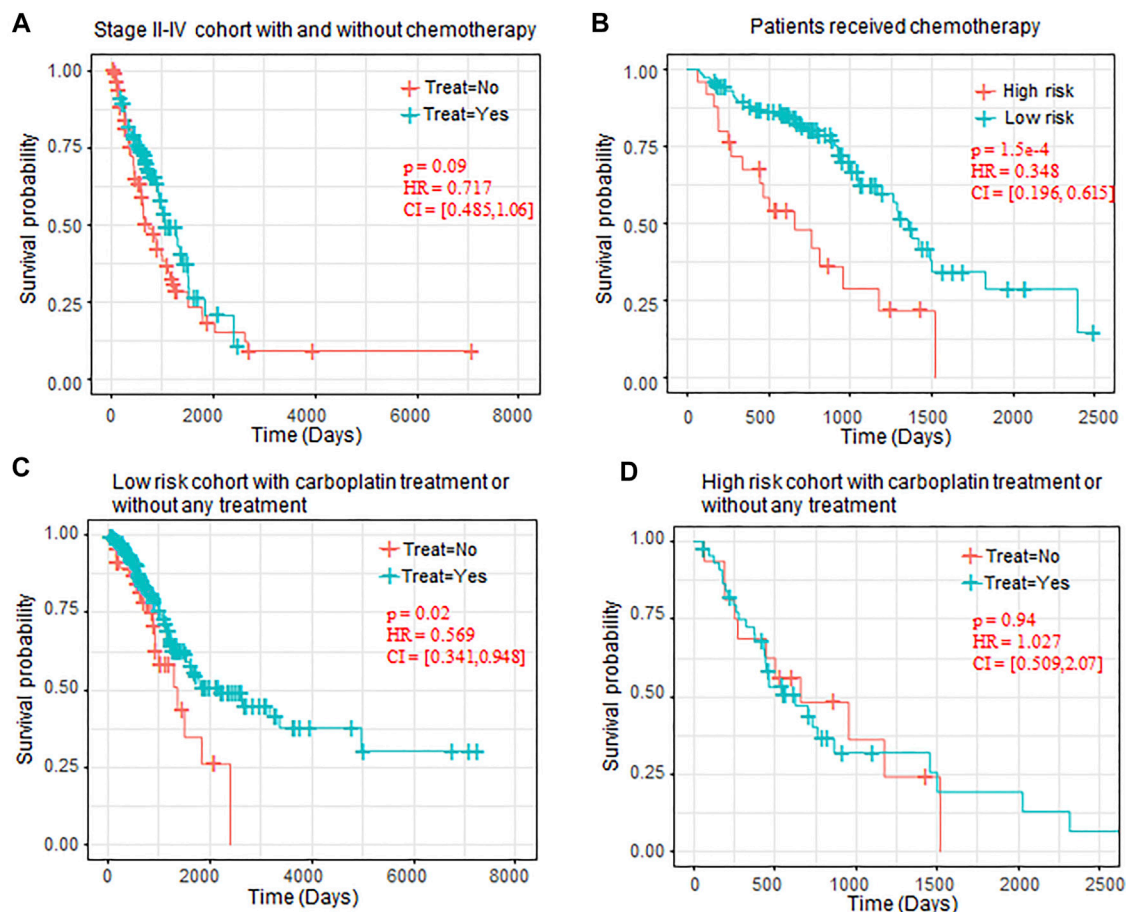 A
Stage II-IV cohort with and without chemotherapy
Survival probability
1.00
0.75
0.50
0.25
0.00
Treat=No
Treat=Yes
p = 0.09
HR = 0.717
CI = [0.485,1.06]
0 2000 4000 6000 8000
Time (Days)
B
Patients received chemotherapy
Survival probability
1.00
0.75
0.50
0.25
0.00
High risk
Low risk
p = 1.5e-4
HR = 0.348
CI = [0.196, 0.615]
0 500 1000 1500 2000 2500
Time (Days)
C
Low risk cohort with carboplatin treatment or
without any treatment
Survival probability
1.00
0.75
0.50
0.25
0.00
Treat=No
Treat=Yes
p = 0.02
HR = 0.569
CI = [0.341,0.948]
0 2000 4000 6000 8000
Time (Days)
D
High risk cohort with carboplatin treatment or
without any treatment
Survival probability
1.00
0.75
0.50
0.25
0.00
Treat=No
Treat=Yes
p = 0.94
HR = 1.027
CI = [0.509,2.07]
0 500 1000 1500 2000 2500
Time (Days)